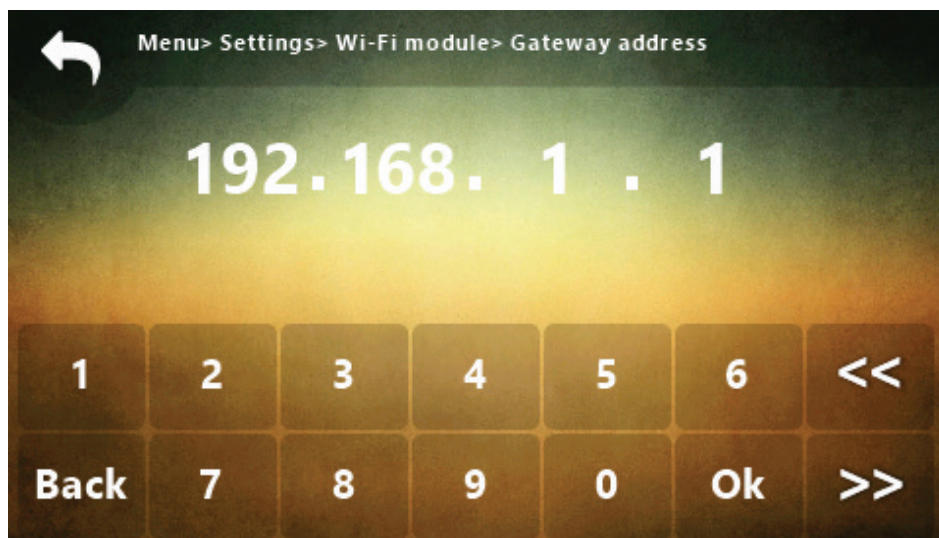 Menu> Settings> Wi-Fi module> Gateway address
192.168. 1 . 1
1 2 3 4 5 6 <<
Back 7 8 9 0 Ok >>